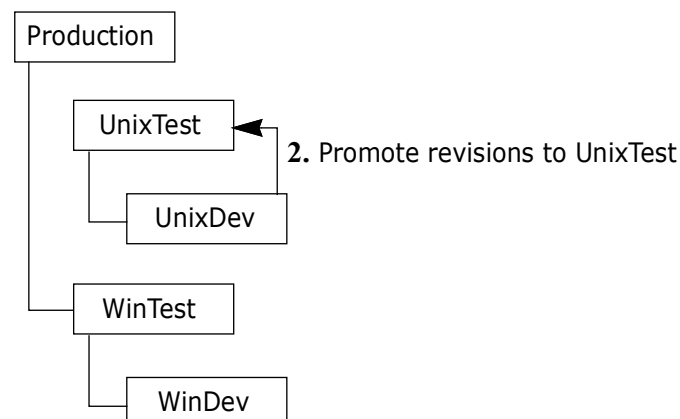 Production
UnixTest
2. Promote revisions to UnixTest
UnixDev
WinTest
WinDev